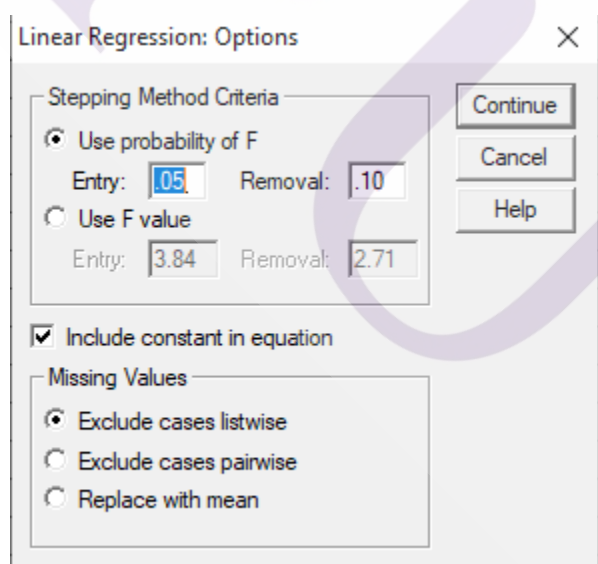 Linear Regression: Options
Stepping Method Criteria
Use probability of F
Entry: .05 Removal: .10
Use F value
Entry: 3.84 Removal: 2.71
Include constant in equation
Missing Values
Exclude cases listwise
Exclude cases pairwise
Replace with mean
Continue
Cancel
Help